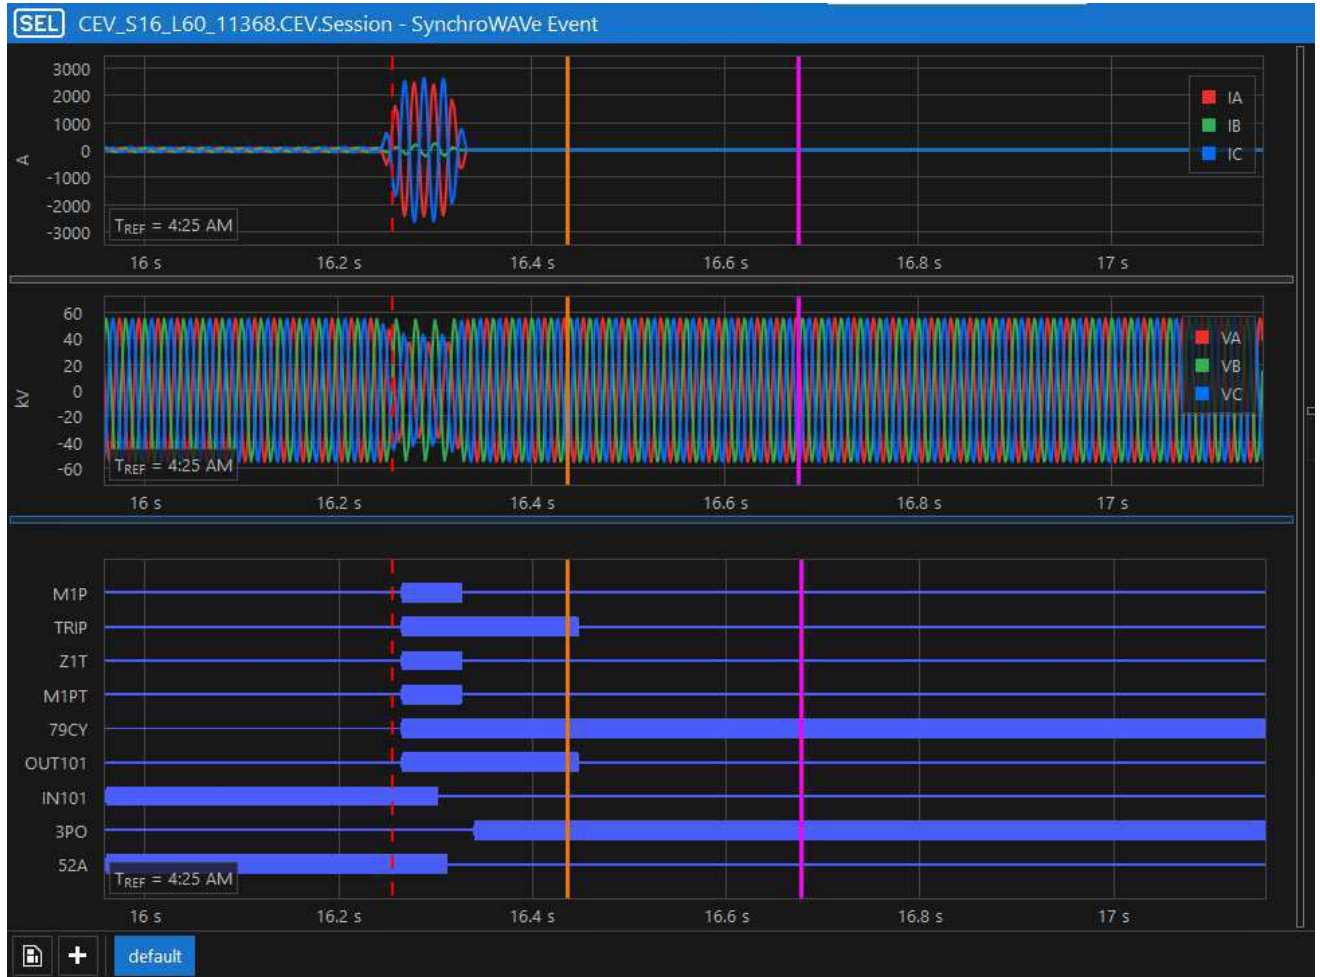 SEL CEV_S16_L60_11368.CEV.Session - SynchroWAVe Event
3000
2000
1000
0
-1000
-2000
-3000
A
IA
IB
IC
TREF = 4:25 AM
16 s 16.2 s 16.4 s 16.6 s 16.8 s 17 s
60
40
20
0
-20
-40
-60
kV
VA
VB
VC
TREF = 4:25 AM
16 s 16.2 s 16.4 s 16.6 s 16.8 s 17 s
M1P
TRIP
Z1T
M1PT
79CY
OUT101
IN101
3PO
52A
TREF = 4:25 AM
16 s 16.2 s 16.4 s 16.6 s 16.8 s 17 s
default